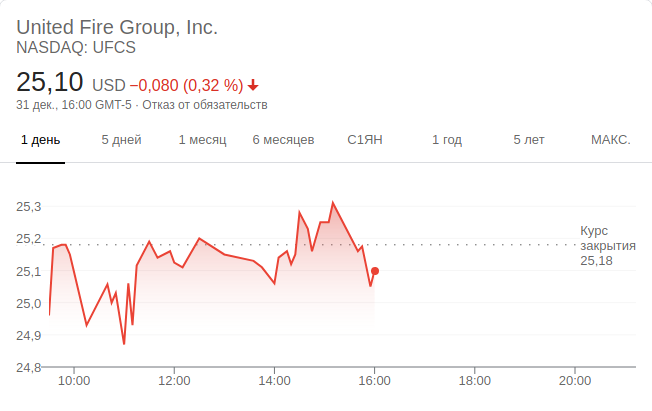 United Fire Group, Inc.
NASDAQ: UFCS
25,10 USD −0,080 (0,32 %)
31 дек., 16:00 GMT-5 · Отказ от обязательств
1 день 5 дней 1 месяц 6 месяцев С1ЯН 1 год 5 лет МАКС.
25,3
25,2
25,1
25,0
24,9
24,8
Курс
закрытия
25,18
10:00 12:00 14:00 16:00 18:00 20:00